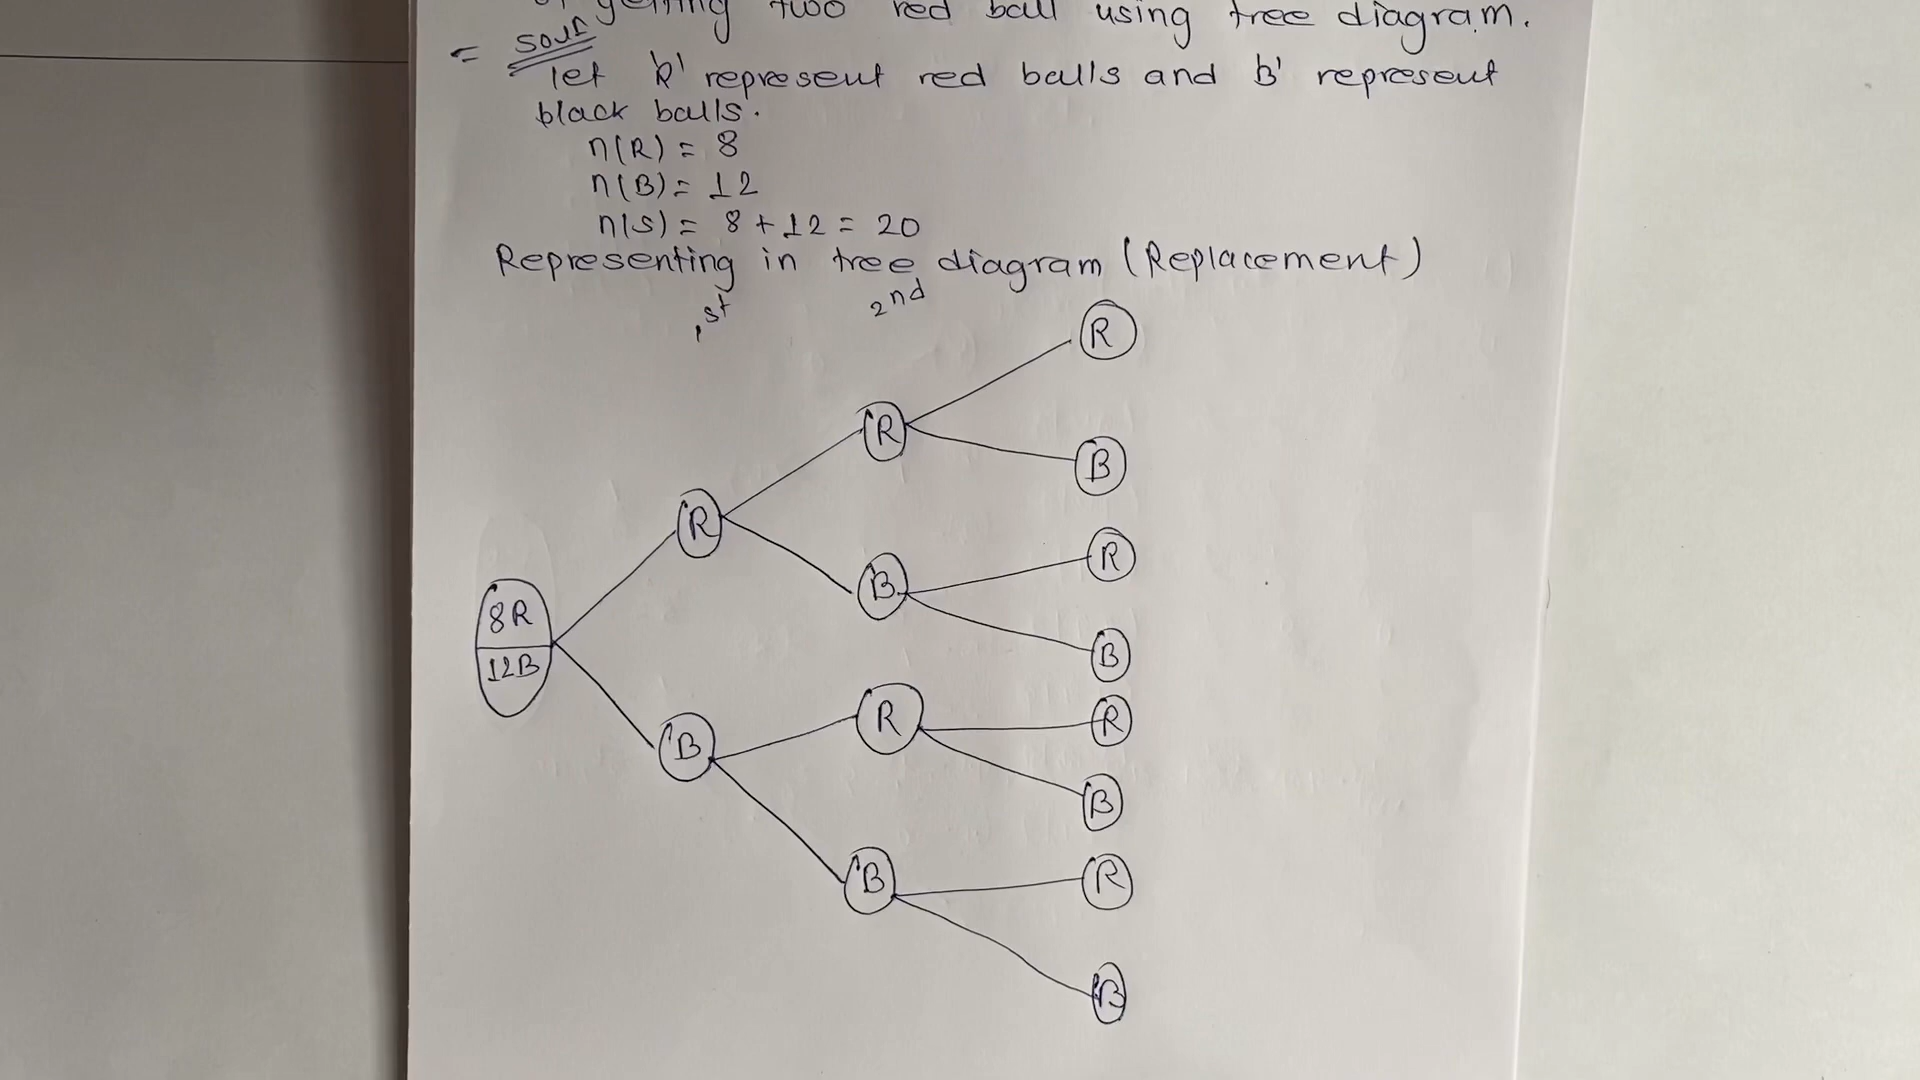 of getting two red ball using tree diagram.
= Soln
let 'R' represent red balls and 'B' represent
black balls.
n(R) = 8
n(B) = 12
n(S) = 8 + 12 = 20
Representing in tree diagram (Replacement)
1st 2nd
R
R
B
R
R
B
8R
B
12B
R
B
R
B
R
B
B